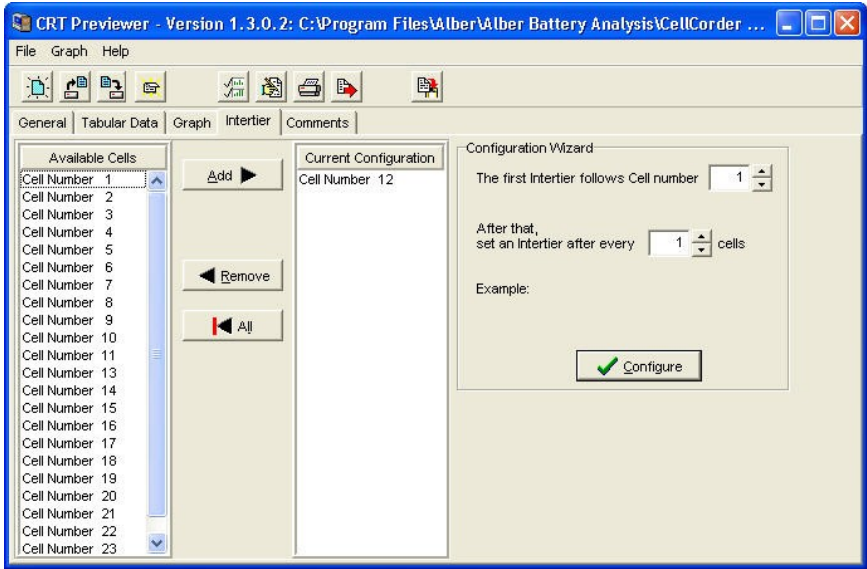 CRT Previewer - Version 1.3.0.2: C:\Program Files\Alber\Alber Battery Analysis\CellCorder ...
File Graph Help
General Tabular Data Graph Intertier Comments
Available Cells
Cell Number 1
Cell Number 2
Cell Number 3
Cell Number 4
Cell Number 5
Cell Number 6
Cell Number 7
Cell Number 8
Cell Number 9
Cell Number 10
Cell Number 11
Cell Number 13
Cell Number 14
Cell Number 15
Cell Number 16
Cell Number 17
Cell Number 18
Cell Number 19
Cell Number 20
Cell Number 21
Cell Number 22
Cell Number 23
Add
Remove
All
Current Configuration
Cell Number 12
Configuration Wizard
The first Intertier follows Cell number 1
After that,
set an Intertier after every 1 cells
Example:
Configure